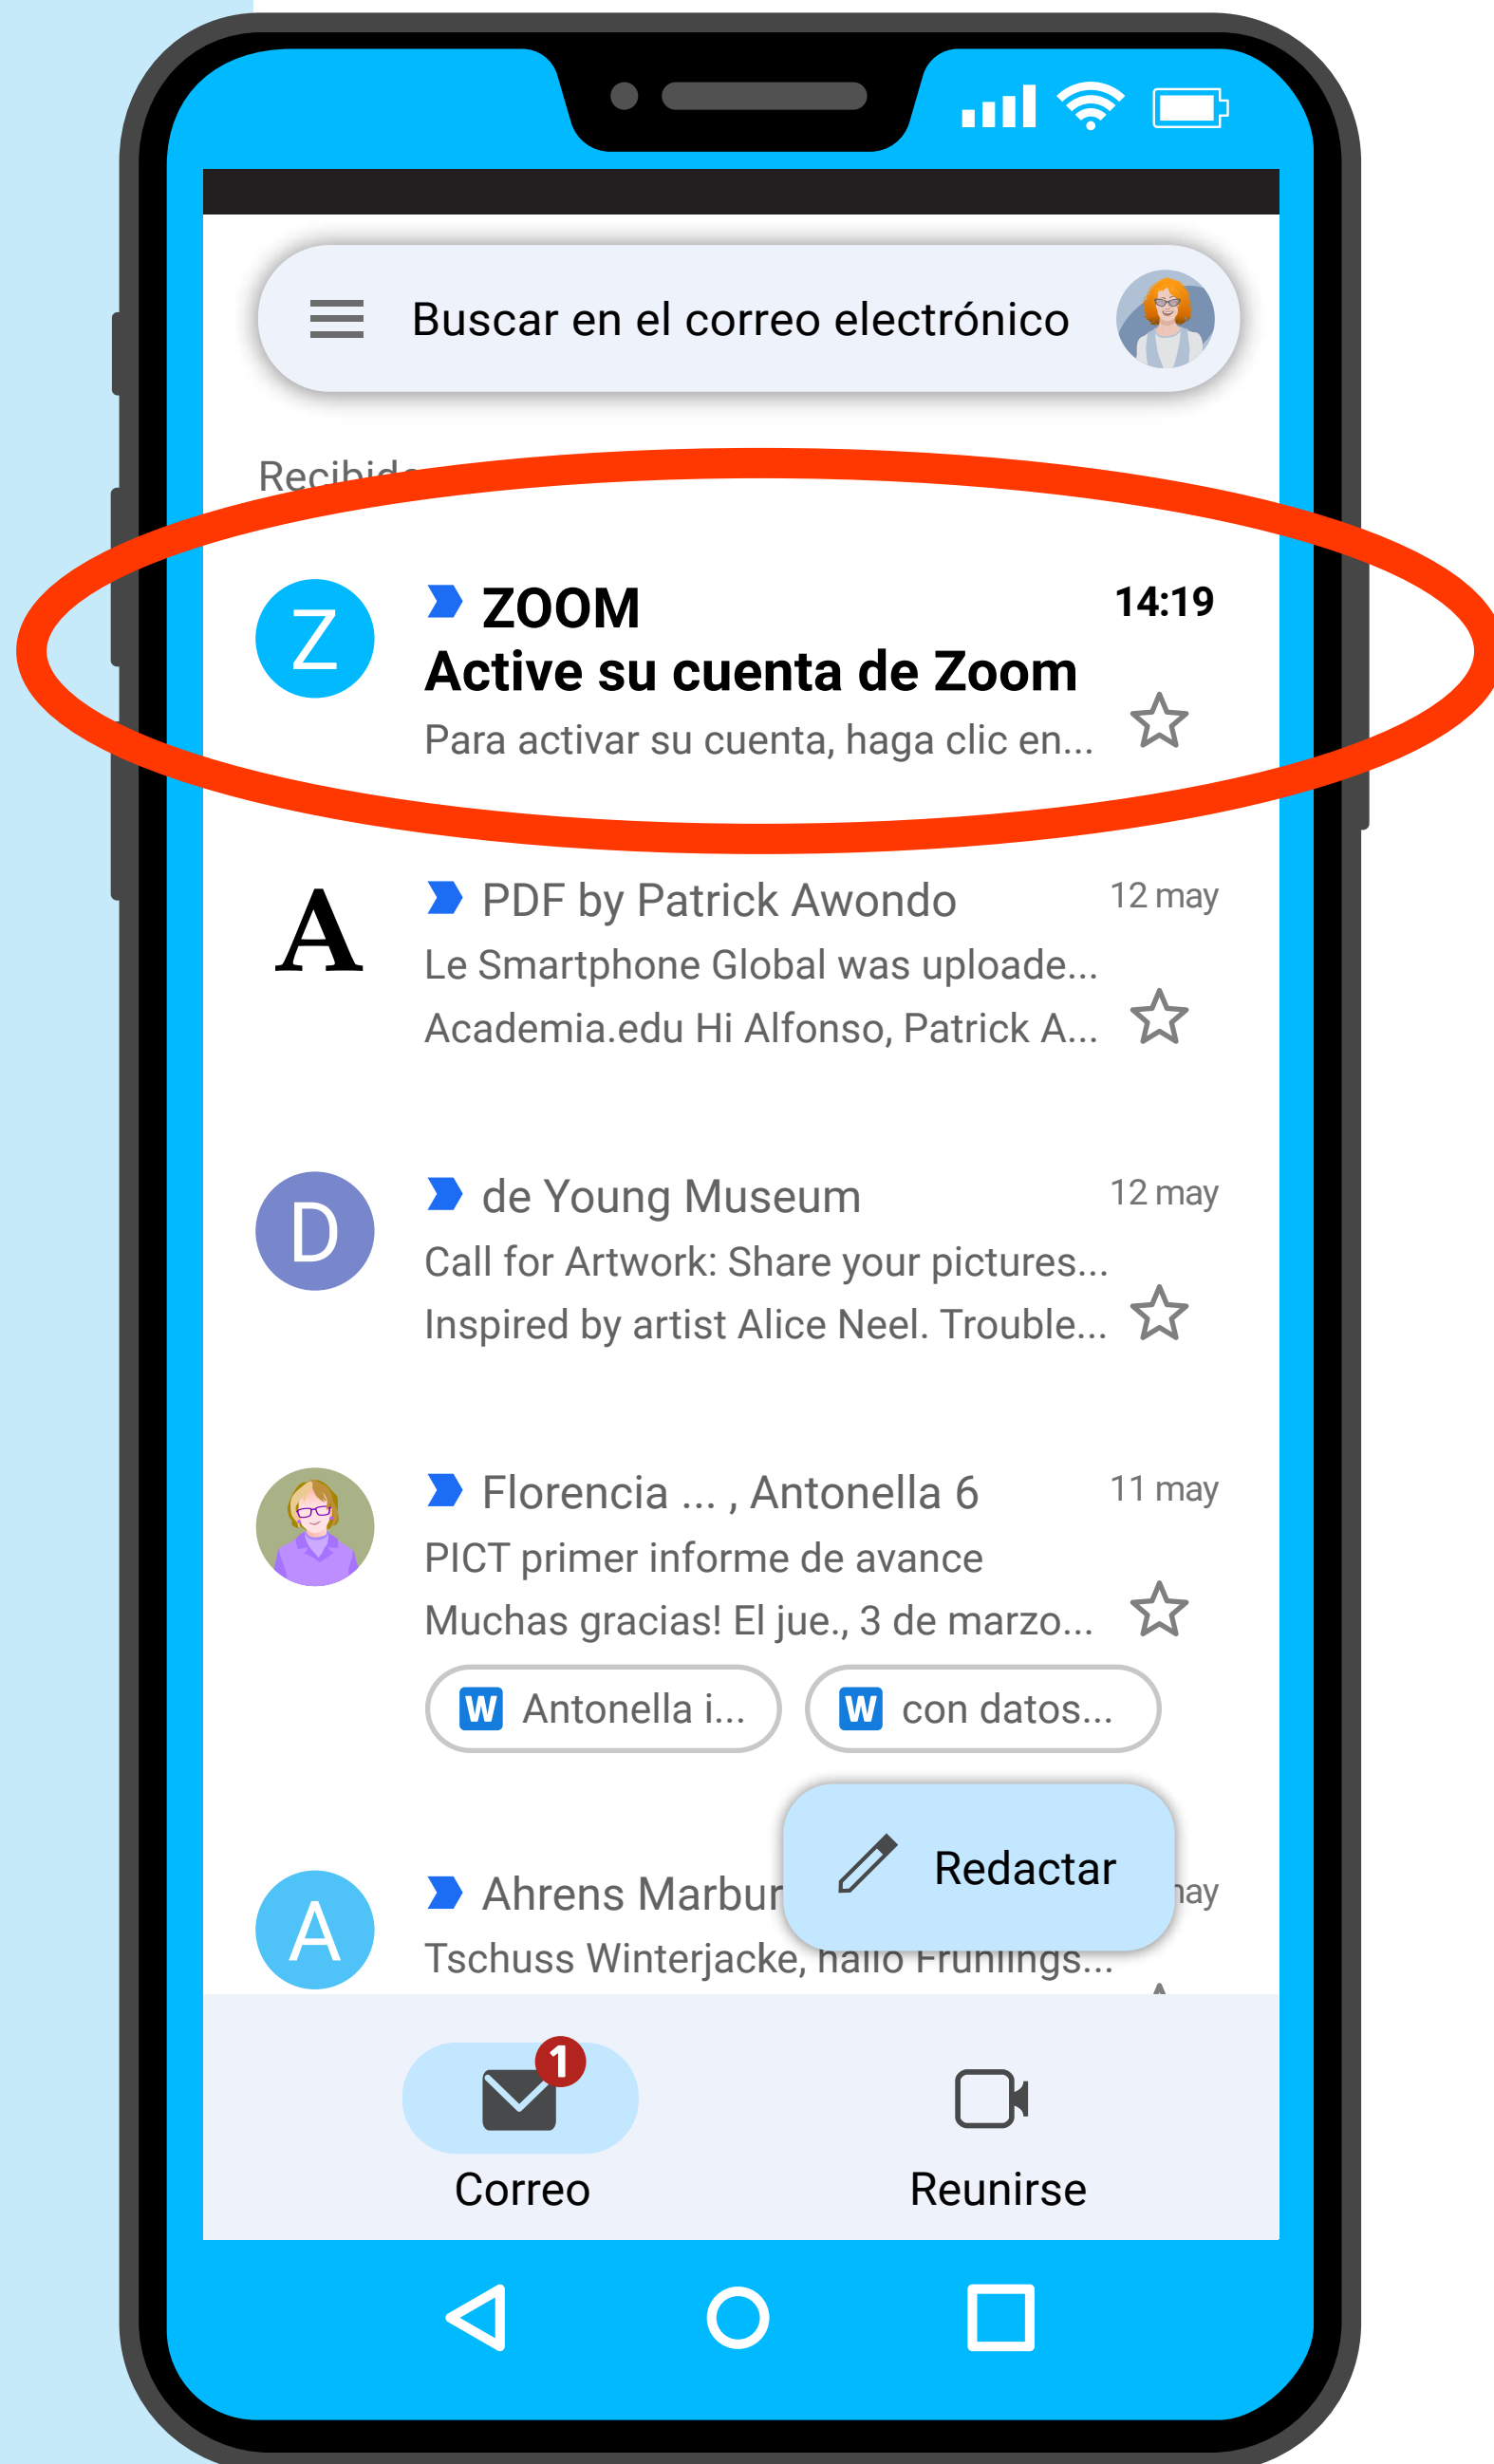 Buscar en el correo electrónico
Z
ZOOM
14:19
Active su cuenta de Zoom
Para activar su cuenta, haga clic en...
A
PDF by Patrick Awondo
12 may
Le Smartphone Global was uploade...
Academia.edu Hi Alfonso, Patrick A...
D
de Young Museum
12 may
Call for Artwork: Share your pictures...
Inspired by artist Alice Neel. Trouble...
Florencia ... , Antonella 6
11 may
PICT primer informe de avance
Muchas gracias! El jue., 3 de marzo...
W Antonella i...
W con datos...
Redactar
A
Ahrens
Tschuss Winterjacke, hallo Fruhlings...
1
Correo
Reunirse